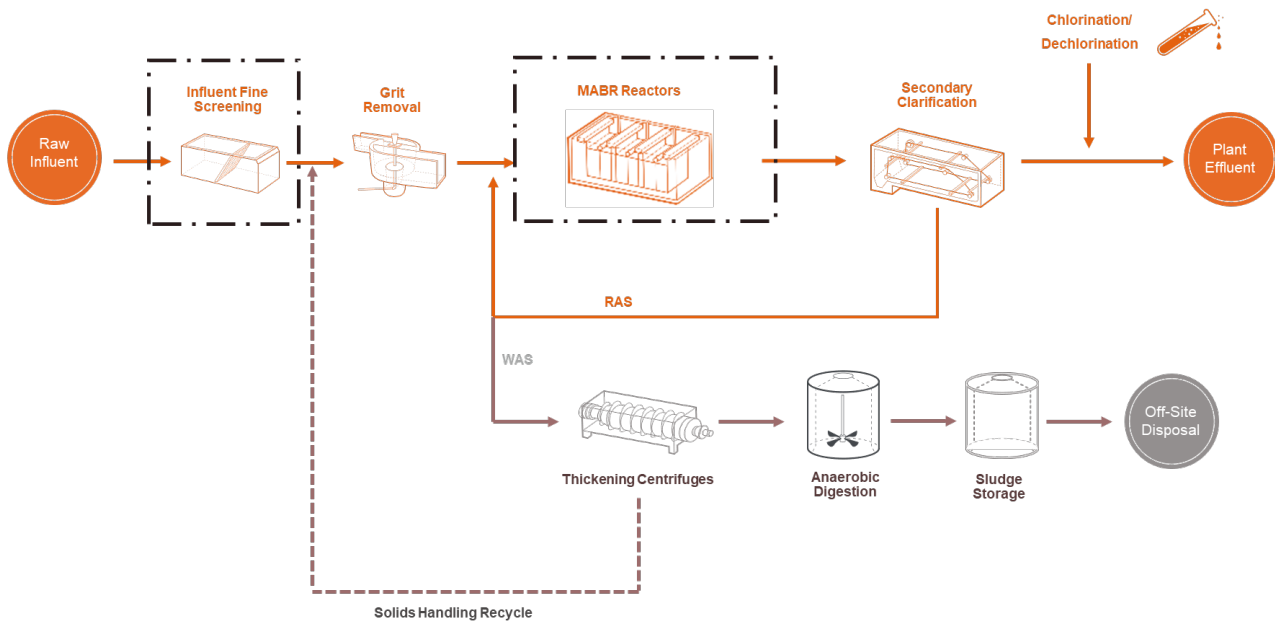 Chlorination/
Dechlorination
Influent Fine
Screening
Grit
Removal
MABR Reactors
Secondary
Clarification
Raw
Influent
Plant
Effluent
RAS
WAS
Thickening Centrifuges
Anaerobic
Digestion
Sludge
Storage
Off-Site
Disposal
Solids Handling Recycle